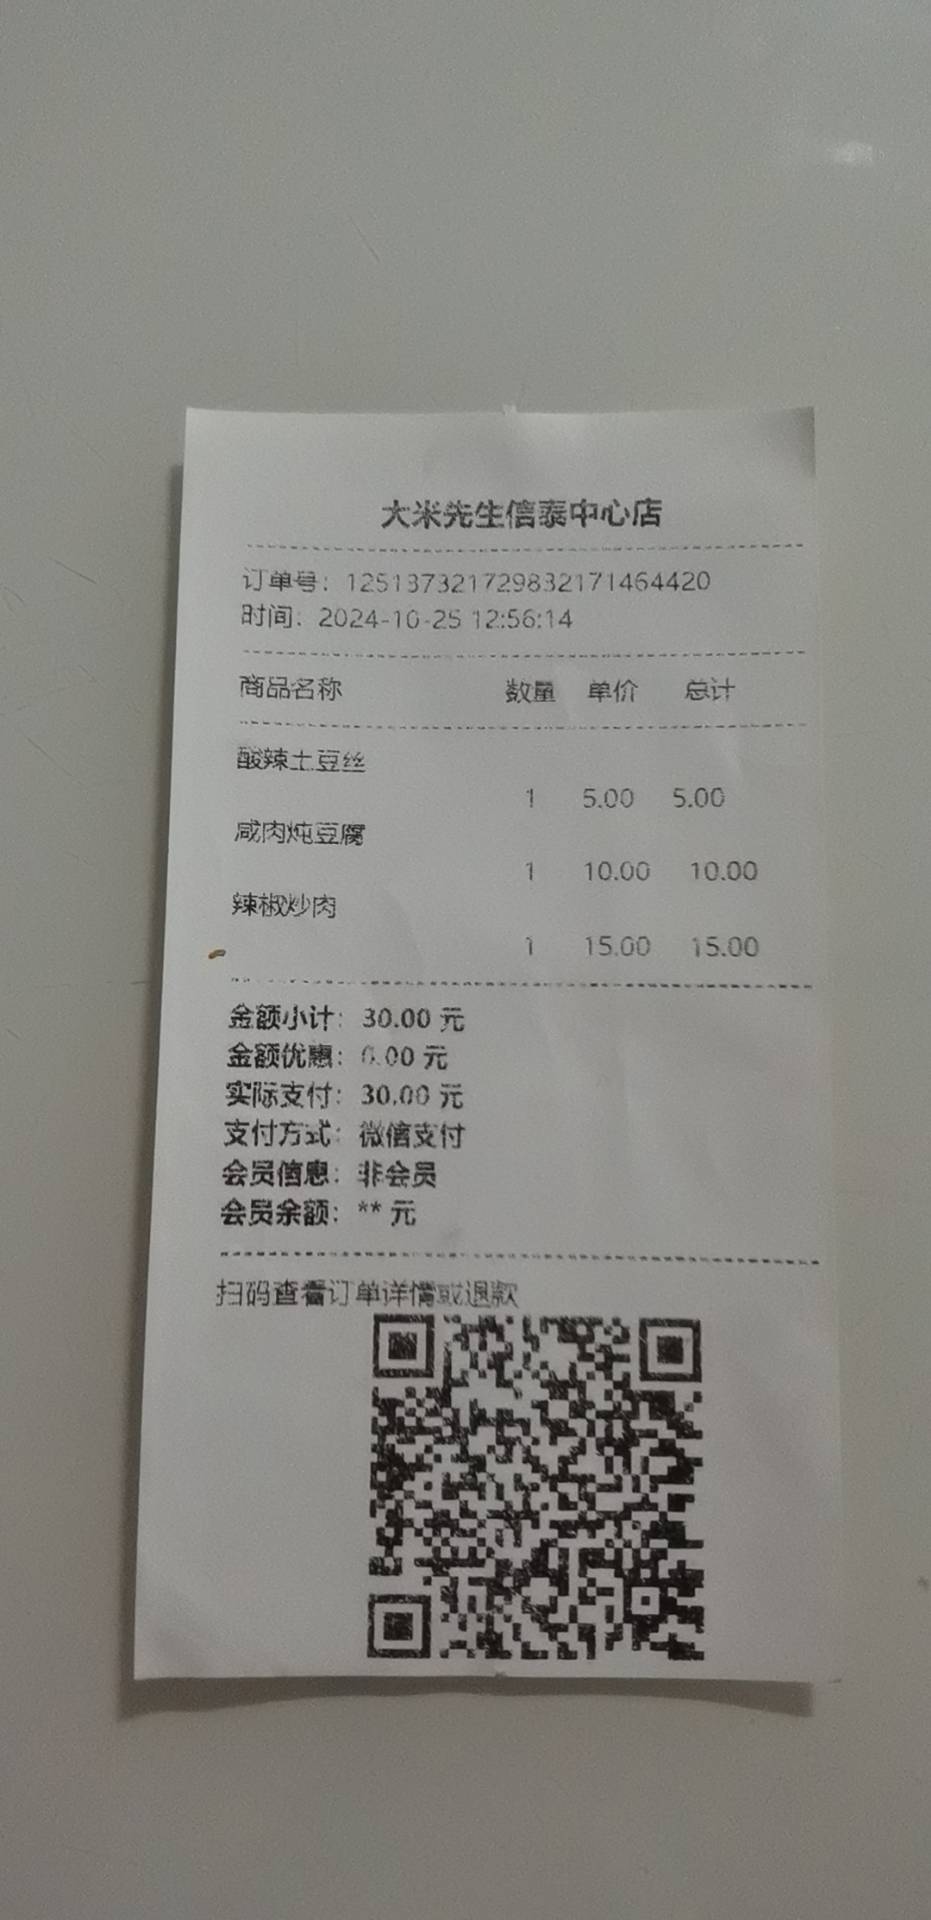 大米先生信泰中心店
订单号：1251373217298321714644​20
时间：2024-10-25 12:56:14
商品名称 数量 单价 总计
酸辣土豆丝
1 5.00 5.00
咸肉炖豆腐
1 10.00 10.00
辣椒炒肉
1 15.00 15.00
金额小计：30.00 元
金额优惠：0.00 元
实际支付：30.00 元
支付方式：微信支付
会员信息：非会员
会员余额：** 元
扫码查看订单详情或退款